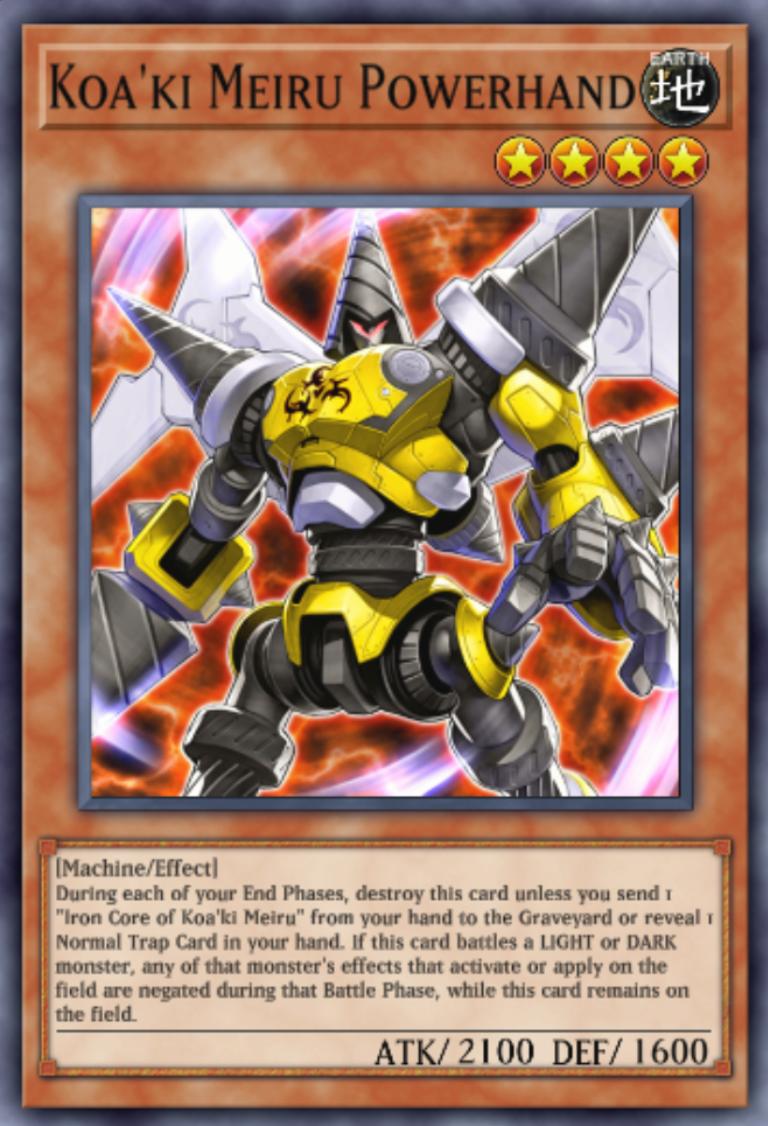 Koa'ki Meiru Powerhand
EARTH
地
[Machine/Effect]
During each of your End Phases, destroy this card unless you send 1
"Iron Core of Koa'ki Meiru" from your hand to the Graveyard or reveal 1
Normal Trap Card in your hand. If this card battles a LIGHT or DARK
monster, any of that monster's effects that activate or apply on the
field are negated during that Battle Phase, while this card remains on
the field.
ATK/ 2100 DEF/ 1600